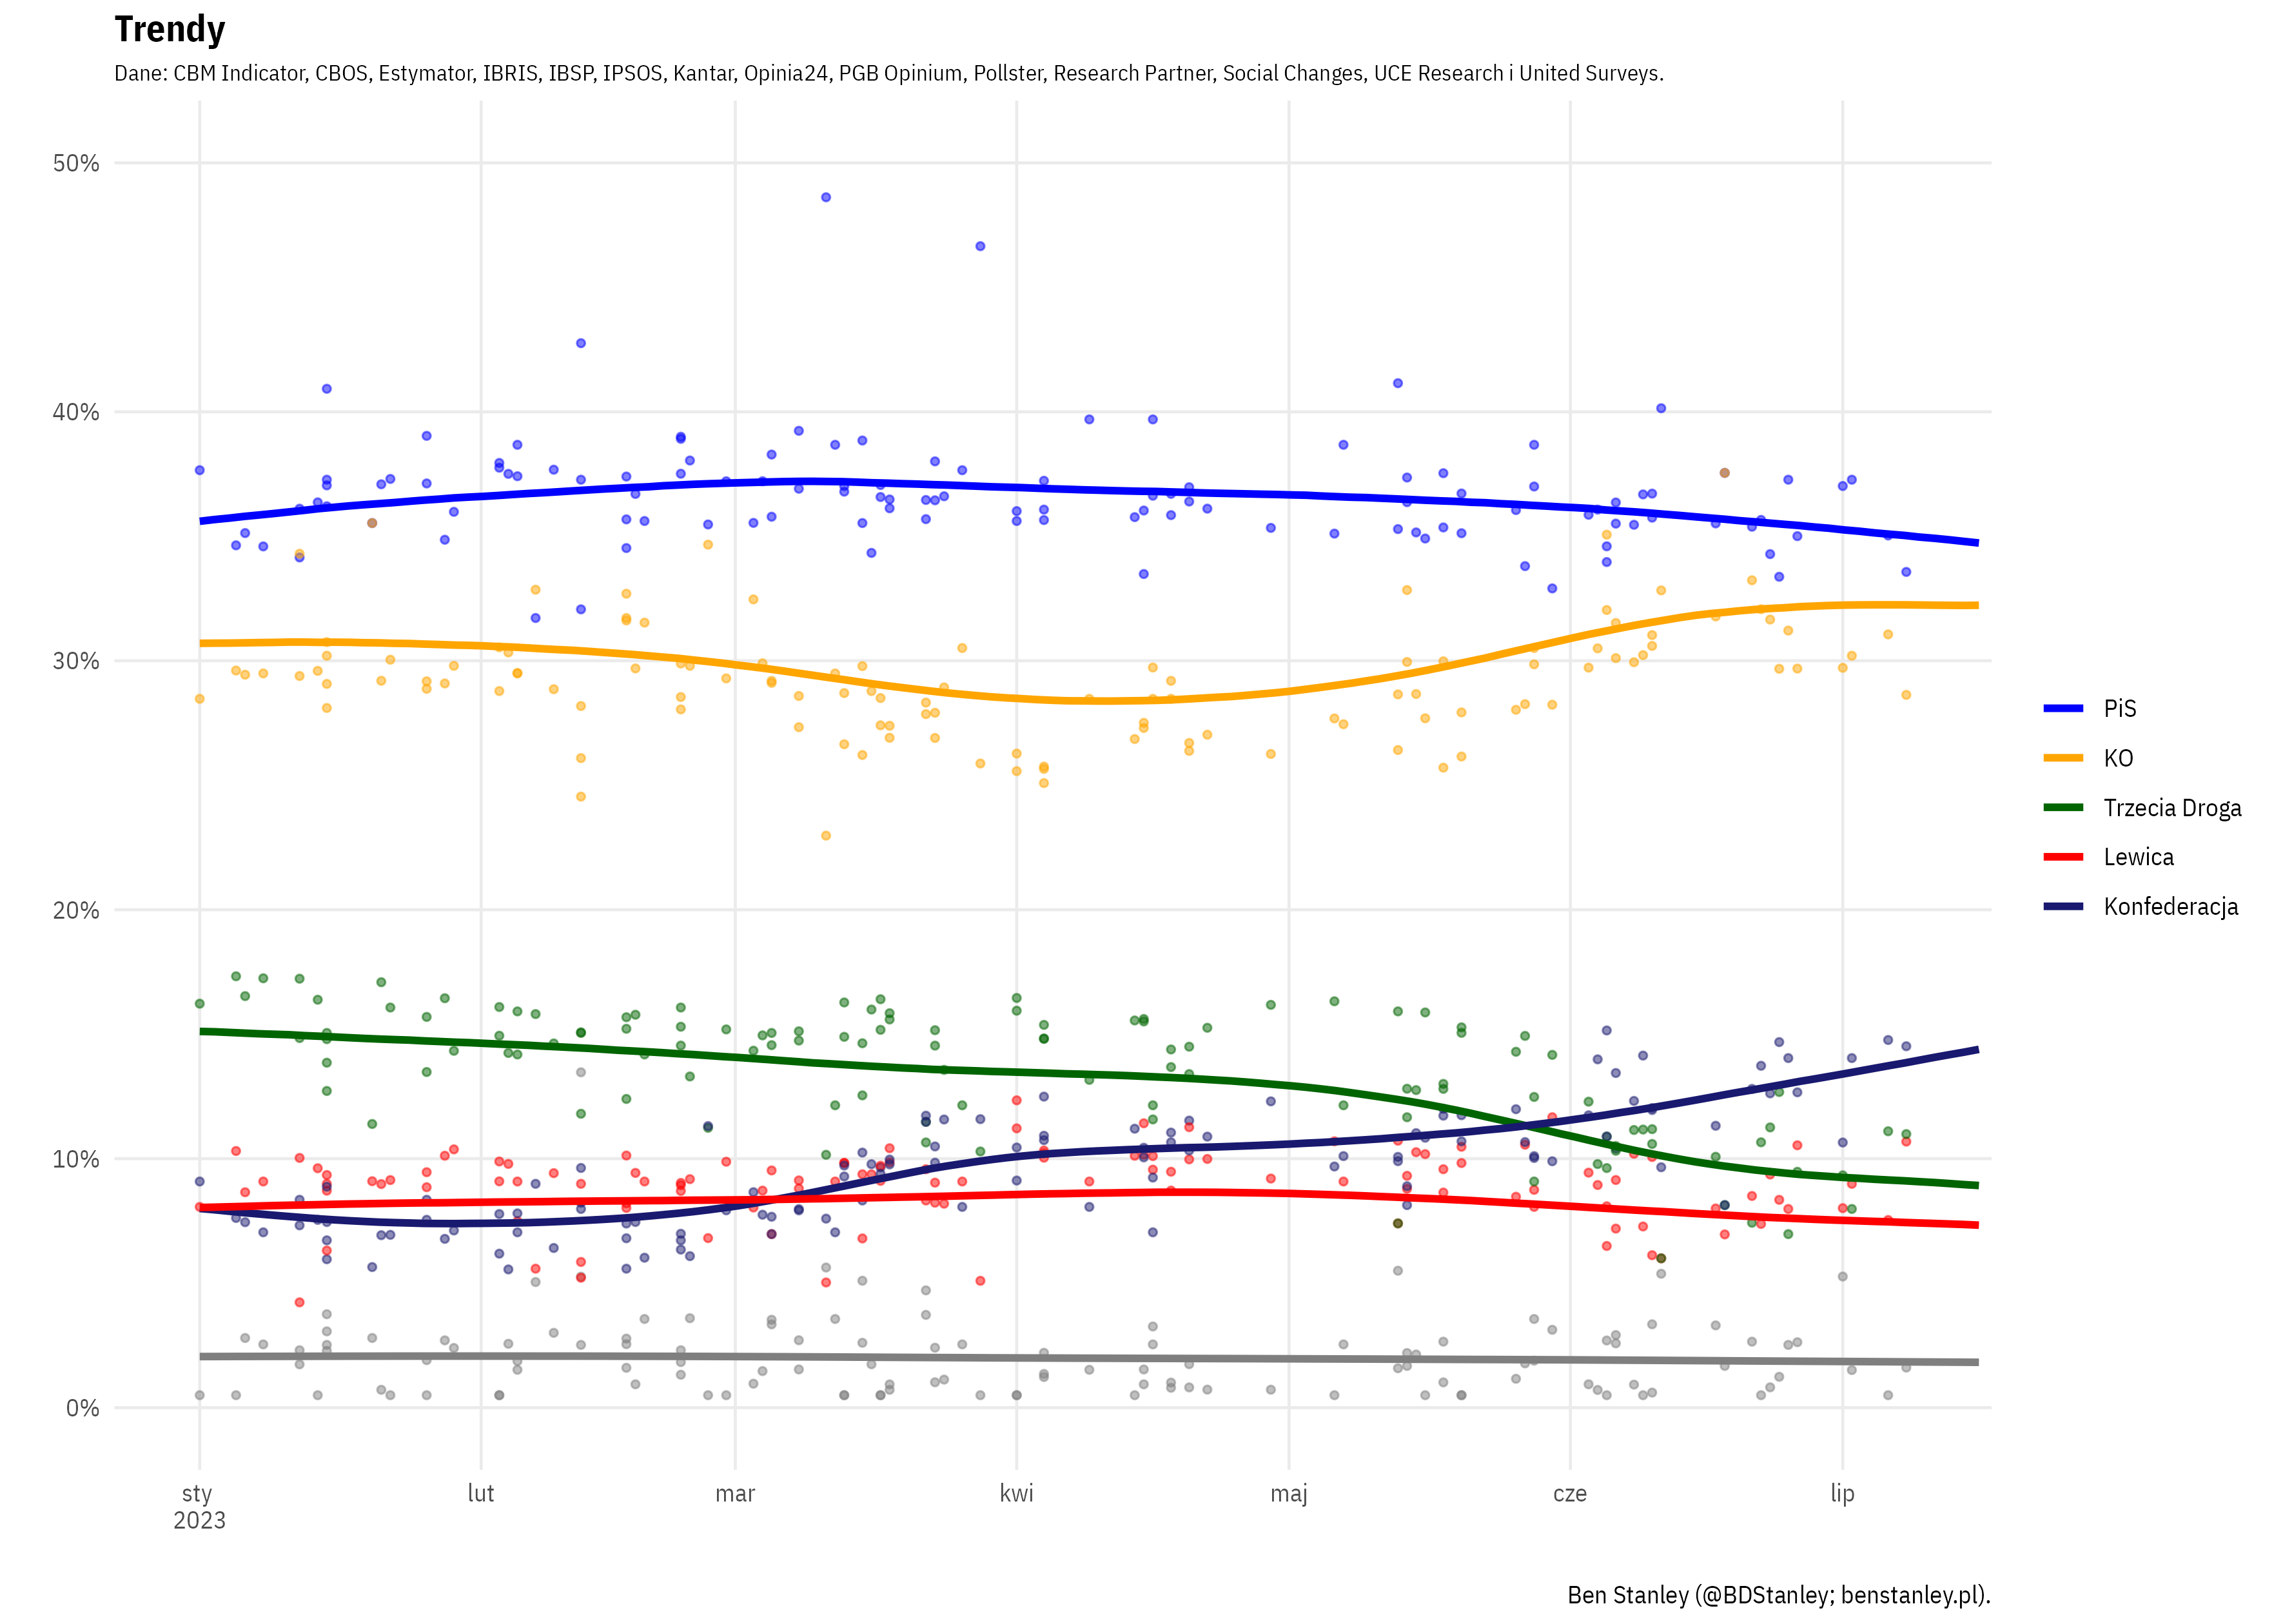 Trendy
Dane: CBM Indicator, CBOS, Estymator, IBRIS, IBSP, IPSOS, Kantar, Opinia24, PGB Opinium, Pollster, Research Partner, Social Changes, UCE Research i United Surveys.
50%
40%
30%
20%
10%
0%
PiS
KO
Trzecia Droga
Lewica
Konfederacja
sty lut mar kwi maj cze lip
2023
Ben Stanley (@BDStanley; benstanley.pl).